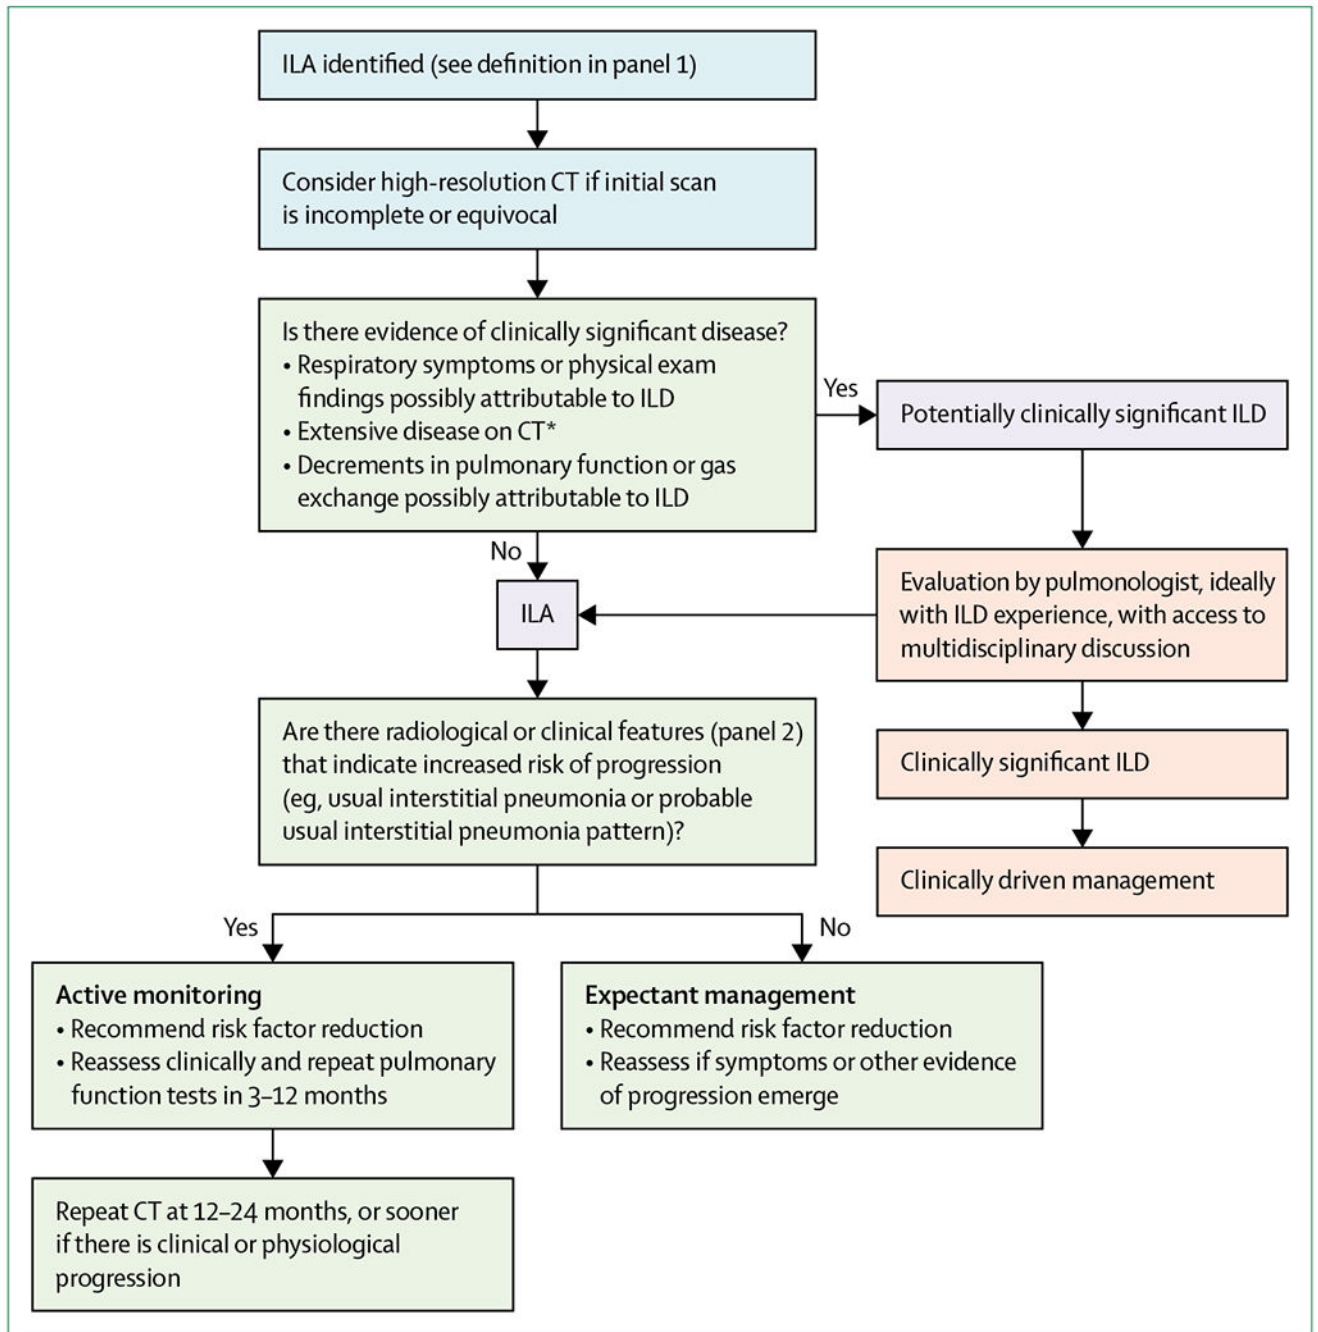 ILA identified (see definition in panel 1)
Consider high-resolution CT if initial scan
is incomplete or equivocal
Is there evidence of clinically significant disease?
• Respiratory symptoms or physical exam
findings possibly attributable to ILD
• Extensive disease on CT*
• Decrements in pulmonary function or gas
exchange possibly attributable to ILD
Yes
Potentially clinically significant ILD
No
ILA
Evaluation by pulmonologist, ideally
with ILD experience, with access to
multidisciplinary discussion
Clinically significant ILD
Clinically driven management
Are there radiological or clinical features (panel 2)
that indicate increased risk of progression
(eg, usual interstitial pneumonia or probable
usual interstitial pneumonia pattern)?
Yes
No
Active monitoring
• Recommend risk factor reduction
• Reassess clinically and repeat pulmonary
function tests in 3–12 months
Expectant management
• Recommend risk factor reduction
• Reassess if symptoms or other evidence
of progression emerge
Repeat CT at 12–24 months, or sooner
if there is clinical or physiological
progression